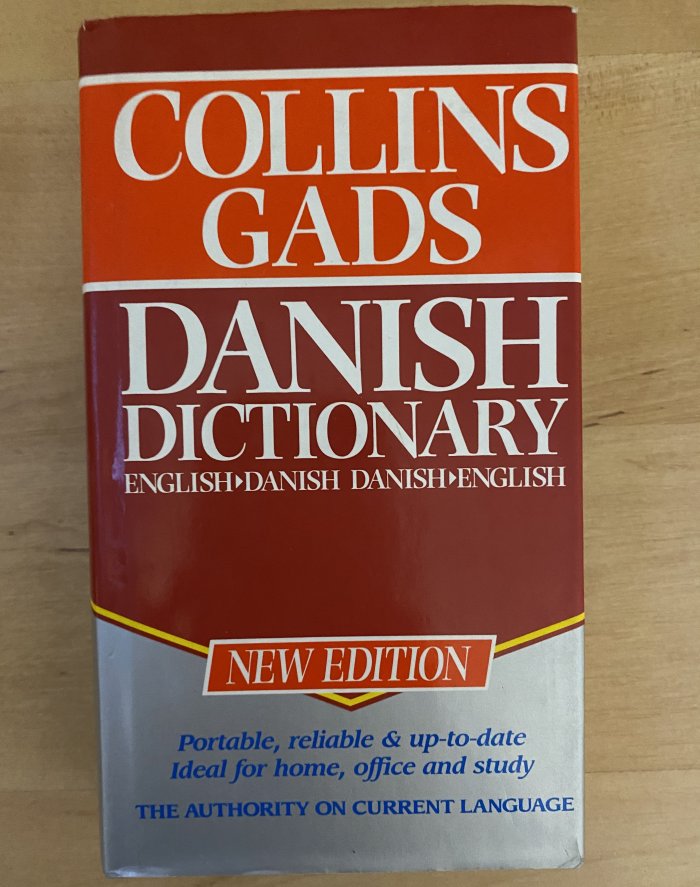 COLLINS
GADS
DANISH
DICTIONARY
ENGLISH▸DANISH DANISH▸ENGLISH
NEW EDITION
Portable, reliable & up-to-date
Ideal for home, office and study
THE AUTHORITY ON CURRENT LANGUAGE